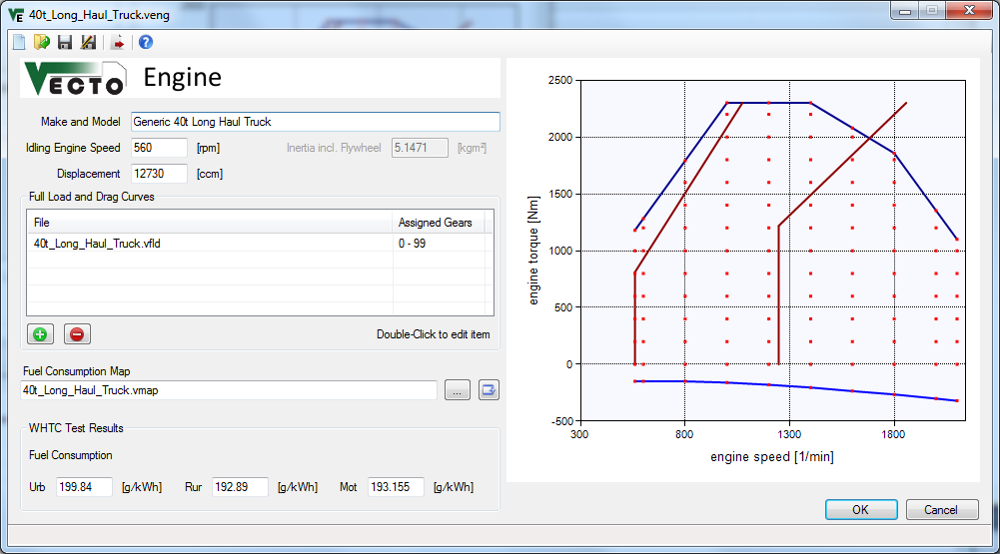 40t_Long_Haul_Truck.veng
VECTO Engine
Make and Model Generic 40t Long Haul Truck
Idling Engine Speed 560 [rpm] Inertia incl. Flywheel 5.1471 [kgm²]
Displacement 12730 [ccm]
Full Load and Drag Curves
File Assigned Gears
40t_Long_Haul_Truck.vfld 0 - 99
Double-Click to edit item
Fuel Consumption Map
40t_Long_Haul_Truck.vmap ...
WHTC Test Results
Fuel Consumption
Urb 199.84 [g/kWh] Rur 192.89 [g/kWh] Mot 193.155 [g/kWh]
engine torque [Nm]
2500
2000
1500
1000
500
0
-500
300 800 1300 1800
engine speed [1/min]
OK Cancel